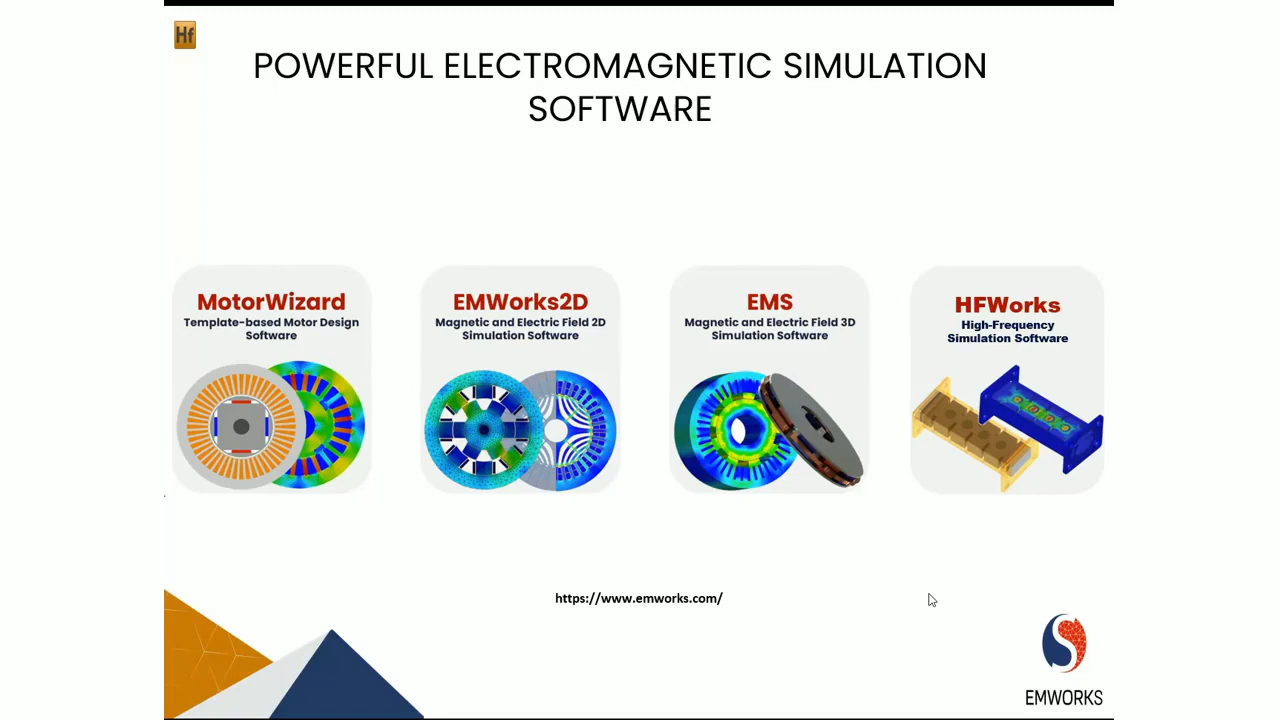 Hf
POWERFUL ELECTROMAGNETIC SIMULATION
SOFTWARE
MotorWizard
Template-based Motor Design
Software
EMWorks2D
Magnetic and Electric Field 2D
Simulation Software
EMS
Magnetic and Electric Field 3D
Simulation Software
HFWorks
High-Frequency
Simulation Software
https://www.emworks.com/
EMWORKS